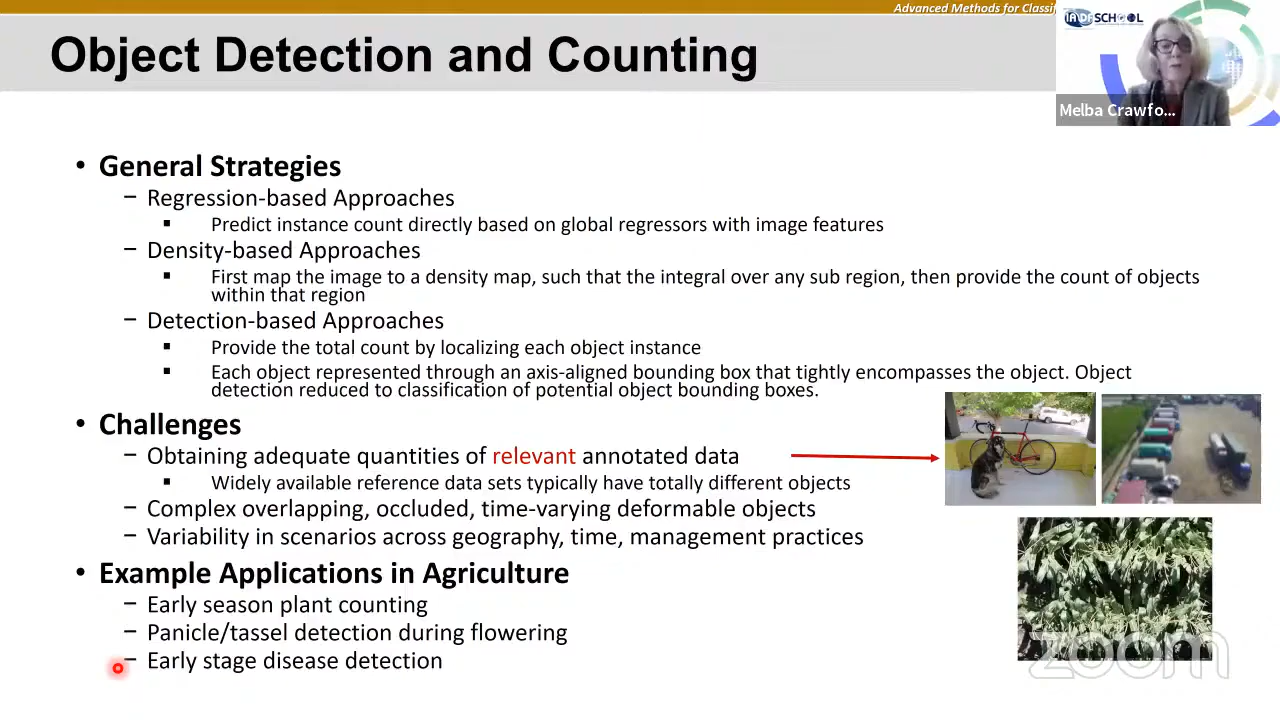 Advanced Methods for Classif
IADF SCHOOL
Object Detection and Counting
Melba Crawfo...
• General Strategies
– Regression-based Approaches
▪ Predict instance count directly based on global regressors with image features
– Density-based Approaches
▪ First map the image to a density map, such that the integral over any sub region, then provide the count of objects
within that region
– Detection-based Approaches
▪ Provide the total count by localizing each object instance
▪ Each object represented through an axis-aligned bounding box that tightly encompasses the object. Object
detection reduced to classification of potential object bounding boxes.
• Challenges
– Obtaining adequate quantities of relevant annotated data
▪ Widely available reference data sets typically have totally different objects
– Complex overlapping, occluded, time-varying deformable objects
– Variability in scenarios across geography, time, management practices
• Example Applications in Agriculture
– Early season plant counting
– Panicle/tassel detection during flowering
– Early stage disease detection
zoom